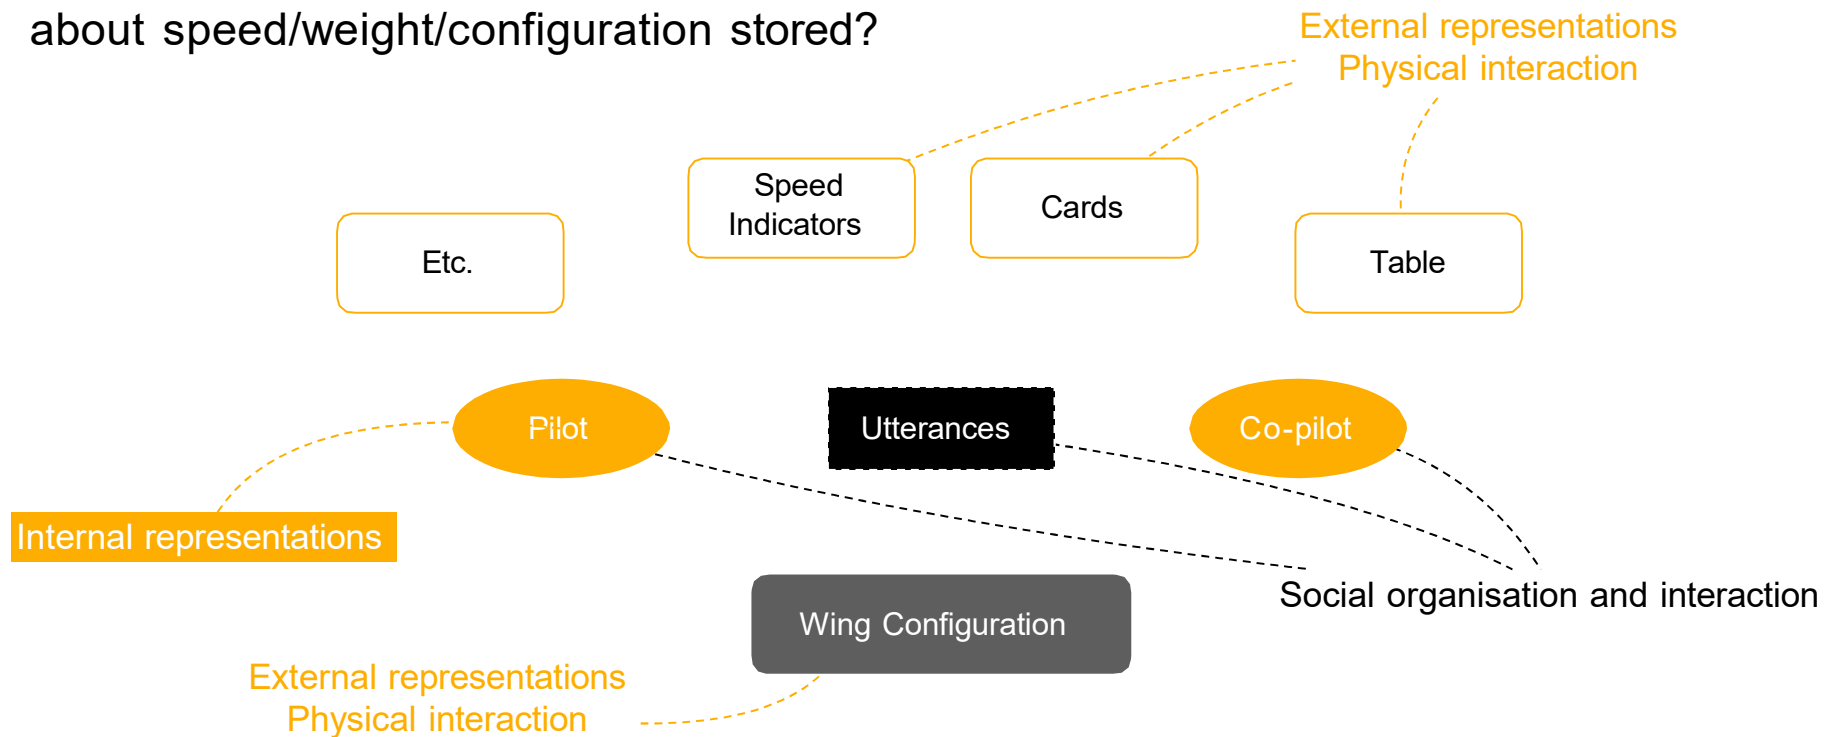 about speed/weight/configuration stored?
External representations
Physical interaction
Speed
Indicators
Cards
Etc.
Table
Pilot
Utterances
Co-pilot
Internal representations
Social organisation and interaction
Wing Configuration
External representations
Physical interaction